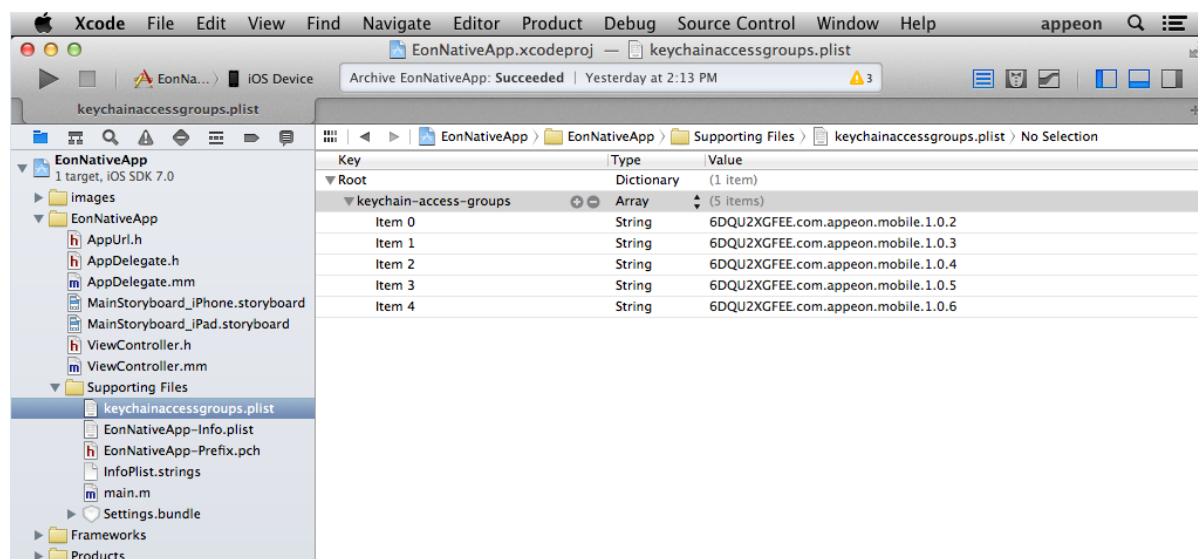 Xcode File Edit View Find Navigate Editor Product Debug Source Control Window Help appeon
EonNativeApp.xcodeproj — keychainaccessgroups.plist
EonNa... iOS Device
Archive EonNativeApp: Succeeded | Yesterday at 2:13 PM 3
keychainaccessgroups.plist
EonNativeApp EonNativeApp Supporting Files keychainaccessgroups.plist No Selection
EonNativeApp
1 target, iOS SDK 7.0
images
EonNativeApp
h AppUrl.h
h AppDelegate.h
m AppDelegate.mm
MainStoryboard_iPhone.storyboard
MainStoryboard_iPad.storyboard
h ViewController.h
m ViewController.mm
Supporting Files
keychainaccessgroups.plist
EonNativeApp-Info.plist
h EonNativeApp-Prefix.pch
InfoPlist.strings
m main.m
Settings.bundle
Frameworks
Products
Key Type Value
Root Dictionary (1 item)
keychain-access-groups Array (5 items)
Item 0 String 6DQU2XGFEE.com.appeon.mobile.1.0.2
Item 1 String 6DQU2XGFEE.com.appeon.mobile.1.0.3
Item 2 String 6DQU2XGFEE.com.appeon.mobile.1.0.4
Item 3 String 6DQU2XGFEE.com.appeon.mobile.1.0.5
Item 4 String 6DQU2XGFEE.com.appeon.mobile.1.0.6